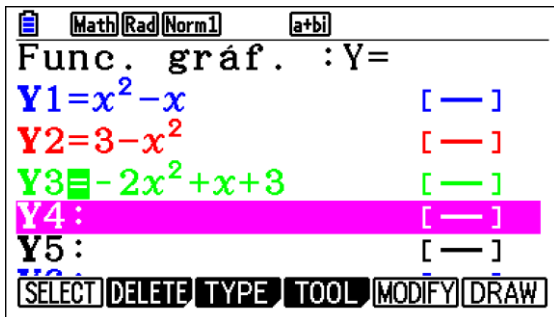 Math Rad Norm1 a+bi
Func. gráf. :Y=
Y1=x²-x [—]
Y2=3-x² [—]
Y3=-2x²+x+3 [—]
Y4: [—]
Y5: [—]
SELECT DELETE TYPE TOOL MODIFY DRAW